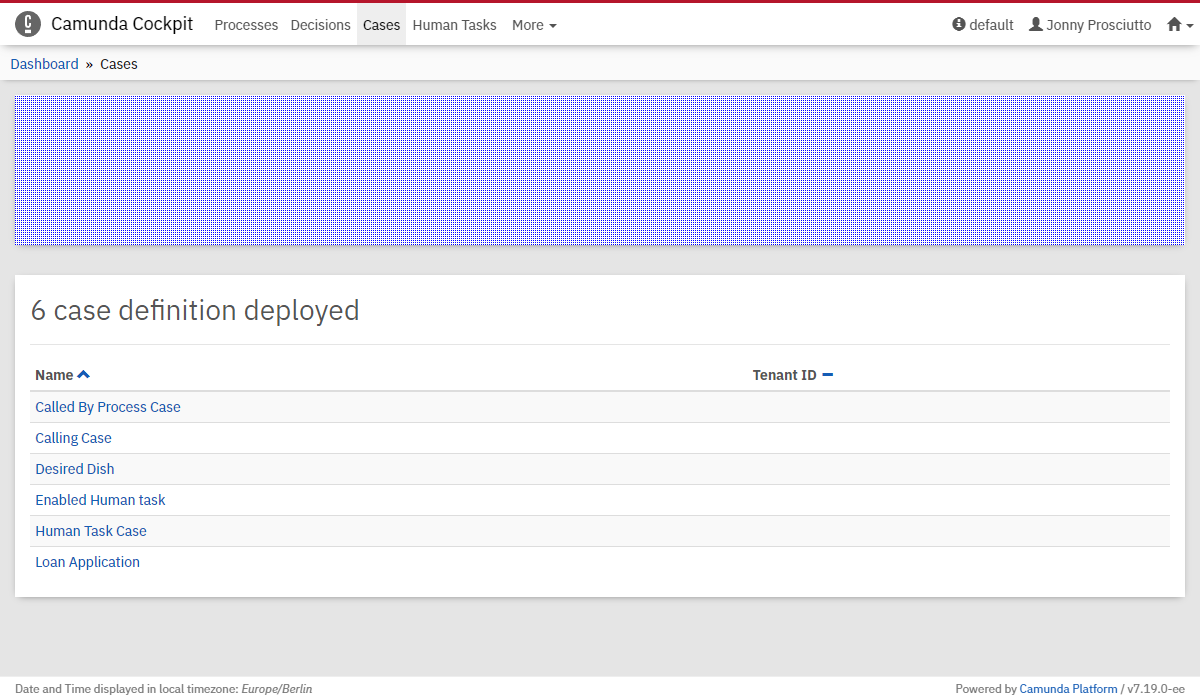 Camunda Cockpit Processes Decisions Cases Human Tasks More default Jonny Prosciutto
Dashboard » Cases
6 case definition deployed
Name Tenant ID
Called By Process Case
Calling Case
Desired Dish
Enabled Human task
Human Task Case
Loan Application
Date and Time displayed in local timezone: Europe/Berlin Powered by Camunda Platform / v7.19.0-ee